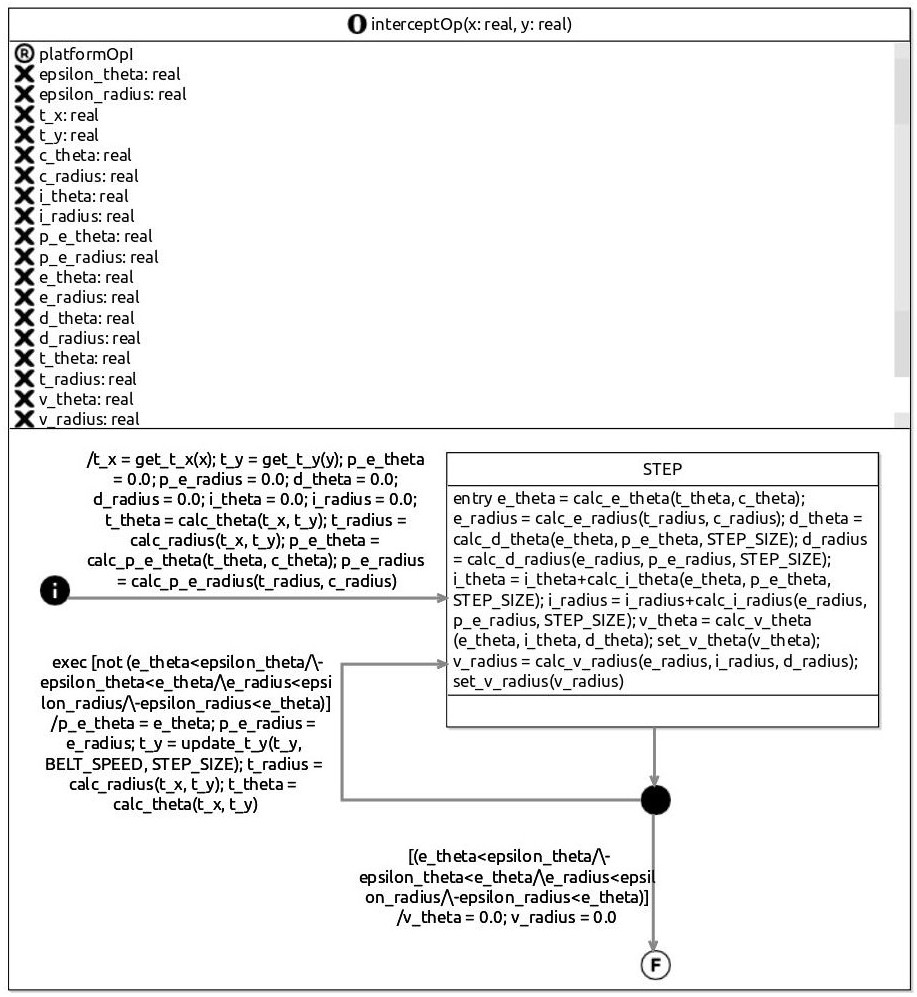 O interceptOp(x: real, y: real)
R platformOpI
X epsilon_theta: real
X epsilon_radius: real
X t_x: real
X t_y: real
X c_theta: real
X c_radius: real
X i_theta: real
X i_radius: real
X p_e_theta: real
X p_e_radius: real
X e_theta: real
X e_radius: real
X d_theta: real
X d_radius: real
X t_theta: real
X t_radius: real
X v_theta: real
X v_radius: real
/t_x = get_t_x(x); t_y = get_t_y(y); p_e_theta
= 0.0; p_e_radius = 0.0; d_theta = 0.0;
d_radius = 0.0; i_theta = 0.0; i_radius = 0.0;
t_theta = calc_theta(t_x, t_y); t_radius =
calc_radius(t_x, t_y); p_e_theta =
calc_p_e_theta(t_theta, c_theta); p_e_radius
= calc_p_e_radius(t_radius, c_radius)
i
STEP
entry e_theta = calc_e_theta(t_theta, c_theta);
e_radius = calc_e_radius(t_radius, c_radius); d_theta =
calc_d_theta(e_theta, p_e_theta, STEP_SIZE); d_radius
= calc_d_radius(e_radius, p_e_radius, STEP_SIZE);
i_theta = i_theta+calc_i_theta(e_theta, p_e_theta,
STEP_SIZE); i_radius = i_radius+calc_i_radius(e_radius,
p_e_radius, STEP_SIZE); v_theta = calc_v_theta
(e_theta, i_theta, d_theta); set_v_theta(v_theta);
v_radius = calc_v_radius(e_radius, i_radius, d_radius);
set_v_radius(v_radius)
exec [not (e_theta<epsilon_theta/\-
epsilon_theta<e_theta/\e_radius<epsi
lon_radius/\-epsilon_radius<e_theta)]
/p_e_theta = e_theta; p_e_radius =
e_radius; t_y = update_t_y(t_y,
BELT_SPEED, STEP_SIZE); t_radius =
calc_radius(t_x, t_y); t_theta =
calc_theta(t_x, t_y)
[(e_theta<epsilon_theta/\-
epsilon_theta<e_theta/\e_radius<epsil
on_radius/\-epsilon_radius<e_theta)]
/v_theta = 0.0; v_radius = 0.0
F